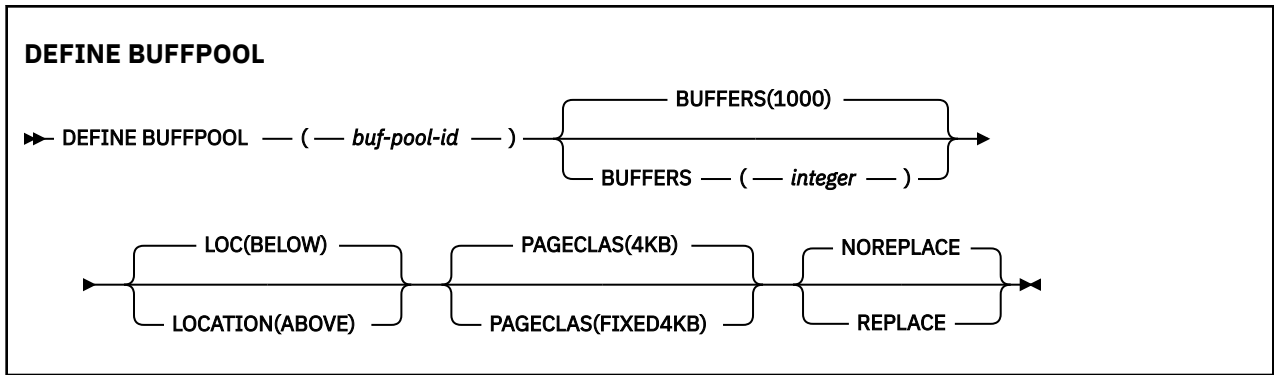 DEFINE BUFFPOOL
BUFFERS(1000)
DEFINE BUFFPOOL ( buf-pool-id )
BUFFERS ( integer )
LOC(BELOW) PAGECLAS(4KB) NOREPLACE
LOCATION(ABOVE) PAGECLAS(FIXED4KB) REPLACE